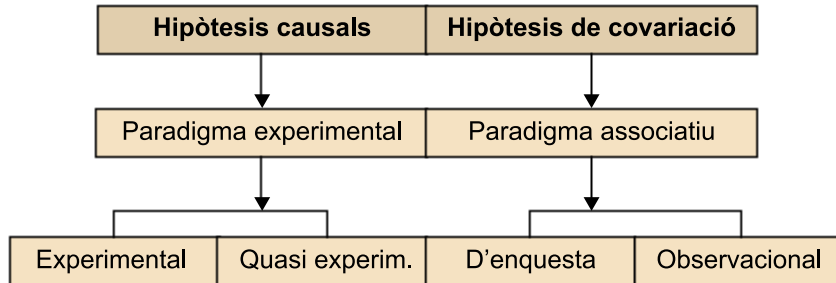 Hipòtesis causals
Hipòtesis de covariació
Paradigma experimental
Paradigma associatiu
Experimental
Quasi experim.
D’enquesta
Observacional